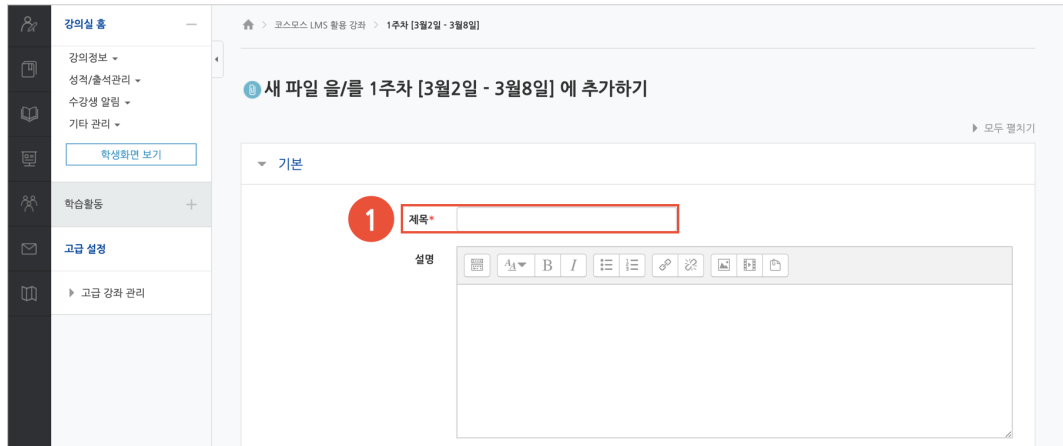 강의실 홈
코스모스 LMS 활용 강좌 > 1주차 [3월2일 - 3월8일]
강의정보
성적/출석관리
수강생 알림
기타 관리
학생화면 보기
학습활동
고급 설정
고급 강좌 관리
새 파일 을/를 1주차 [3월2일 - 3월8일] 에 추가하기
모두 펼치기
기본
1 제목*
설명
B I